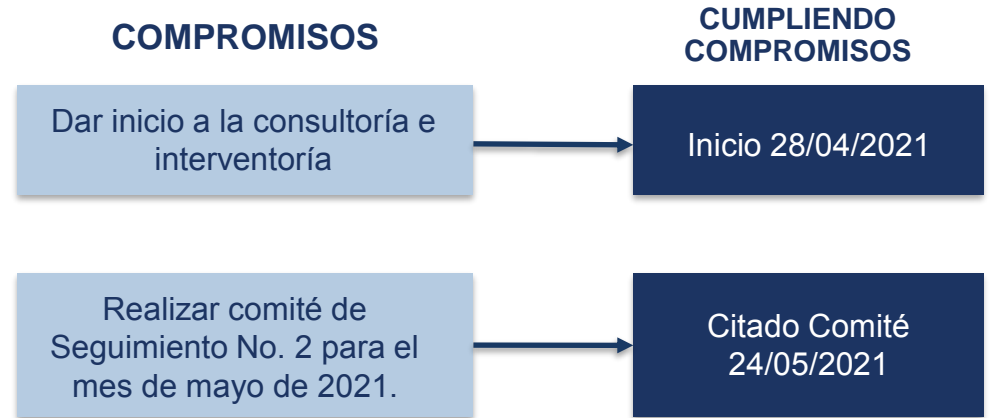 COMPROMISOS
CUMPLIENDO
COMPROMISOS
Dar inicio a la consultoría e
interventoría
Inicio 28/04/2021
Realizar comité de
Seguimiento No. 2 para el
mes de mayo de 2021.
Citado Comité
24/05/2021